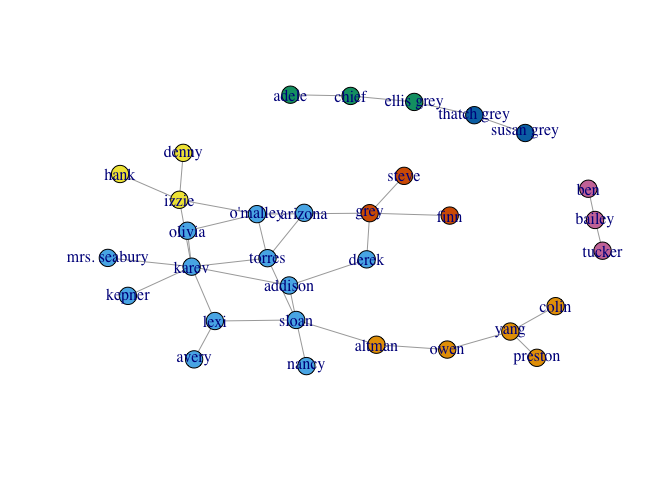 adele
chief
ellis grey
thatch grey
susan grey
denny
hank
steve
izzie
ben
o'malley
arizona
grey
finn
bailey
olivia
mrs. seabury
torres
derek
tucker
karev
addison
kepner
colin
lexi
sloan
yang
altman
owen
preston
avery
nancy